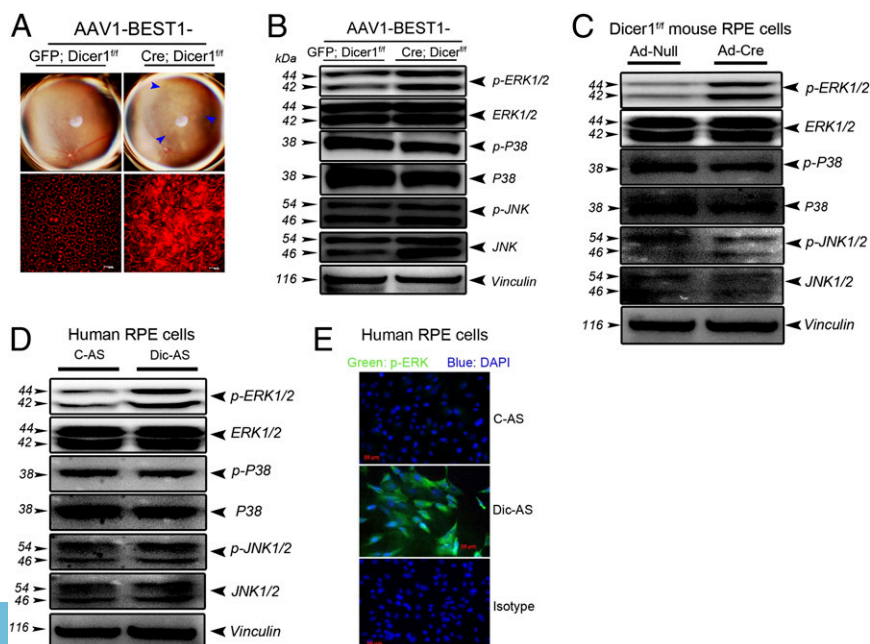 A
AAV1-BEST1-
GFP; Dicer1f/f
Cre; Dicer1f/f
B
AAV1-BEST1-
kDa
GFP; Dicer1f/f
Cre; Dicerf/f
44
42
p-ERK1/2
44
42
ERK1/2
38
p-P38
38
P38
54
46
p-JNK
54
46
JNK
116
Vinculin
C
Dicer1f/f mouse RPE cells
Ad-Null
Ad-Cre
44
42
p-ERK1/2
44
42
ERK1/2
38
p-P38
38
P38
54
46
p-JNK1/2
54
46
JNK1/2
116
Vinculin
D
Human RPE cells
C-AS
Dic-AS
44
42
p-ERK1/2
44
42
ERK1/2
38
p-P38
38
P38
54
46
p-JNK1/2
54
46
JNK1/2
116
Vinculin
E
Human RPE cells
Green: p-ERK
Blue: DAPI
C-AS
Dic-AS
Isotype